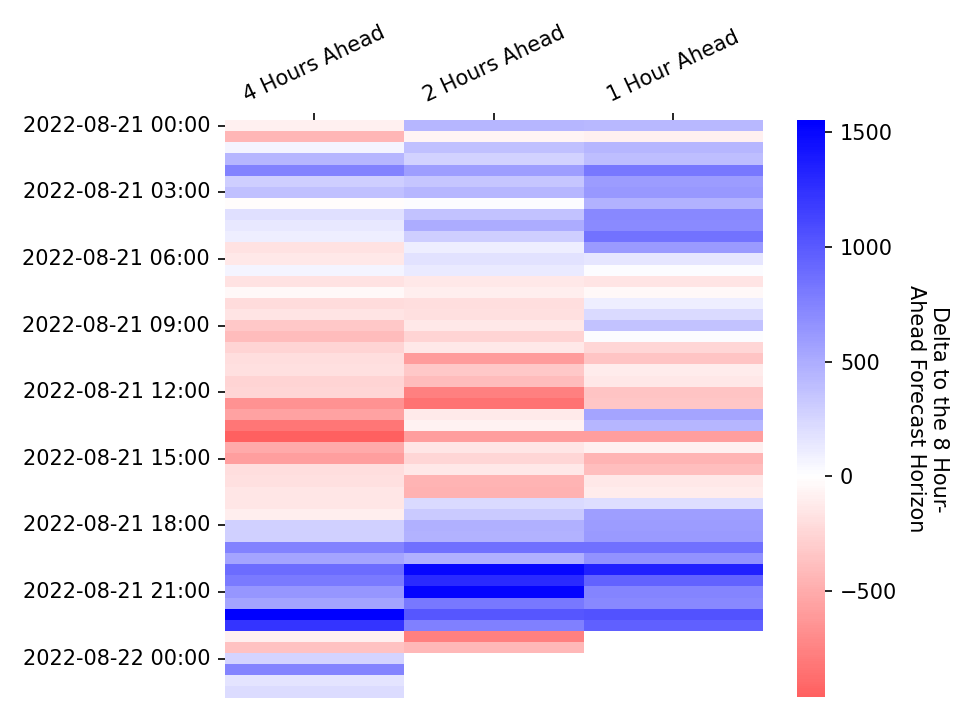 4 Hours Ahead
2 Hours Ahead
1 Hour Ahead
2022-08-21 00:00
2022-08-21 03:00
2022-08-21 06:00
2022-08-21 09:00
2022-08-21 12:00
2022-08-21 15:00
2022-08-21 18:00
2022-08-21 21:00
2022-08-22 00:00
1500
1000
500
0
−500
Delta to the 8 Hour-
Ahead Forecast Horizon